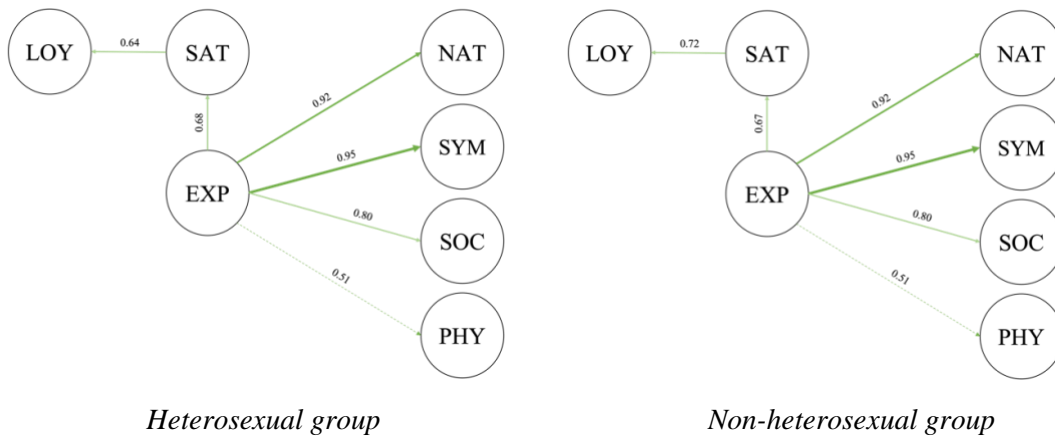 LOY
0.64
SAT
0.68
EXP
0.92
NAT
0.95
SYM
0.80
SOC
0.51
PHY
Heterosexual group
LOY
0.72
SAT
0.67
EXP
0.92
NAT
0.95
SYM
0.80
SOC
0.51
PHY
Non-heterosexual group